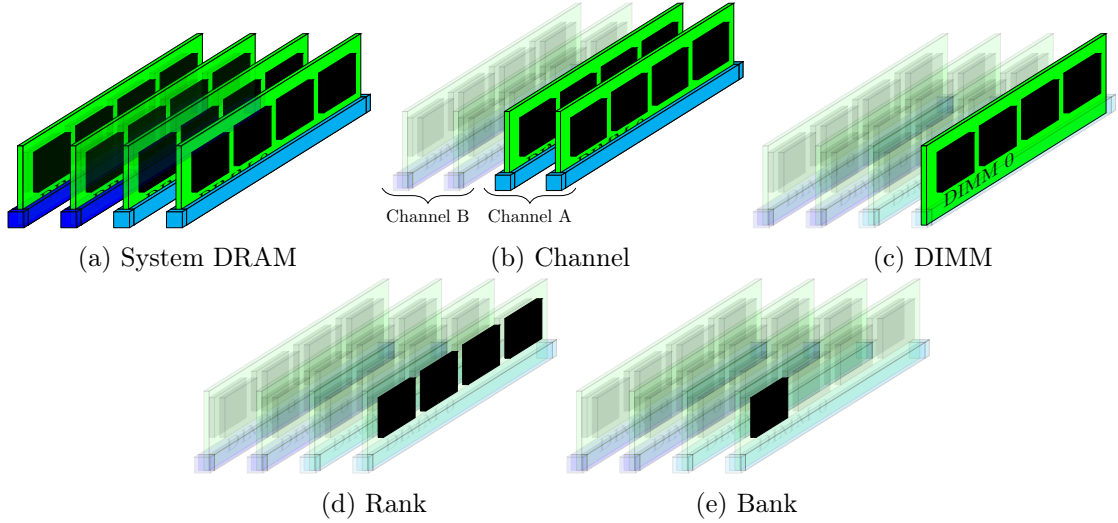 Channel B
Channel A
DIMM 0
(a) System DRAM
(b) Channel
(c) DIMM
(d) Rank
(e) Bank